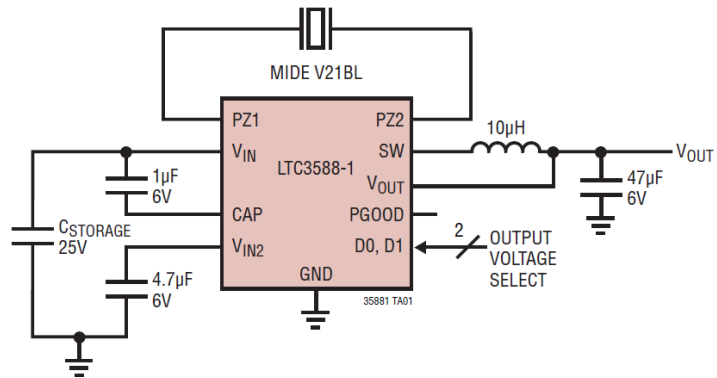 MIDE V21BL
PZ1
PZ2
VIN
SW
10µH
VOUT
LTC3588-1
1µF
6V
VOUT
47µF
6V
CAP
PGOOD
CSTORAGE
25V
VIN2
D0, D1
2
OUTPUT
VOLTAGE
SELECT
4.7µF
6V
GND
35881 TA01